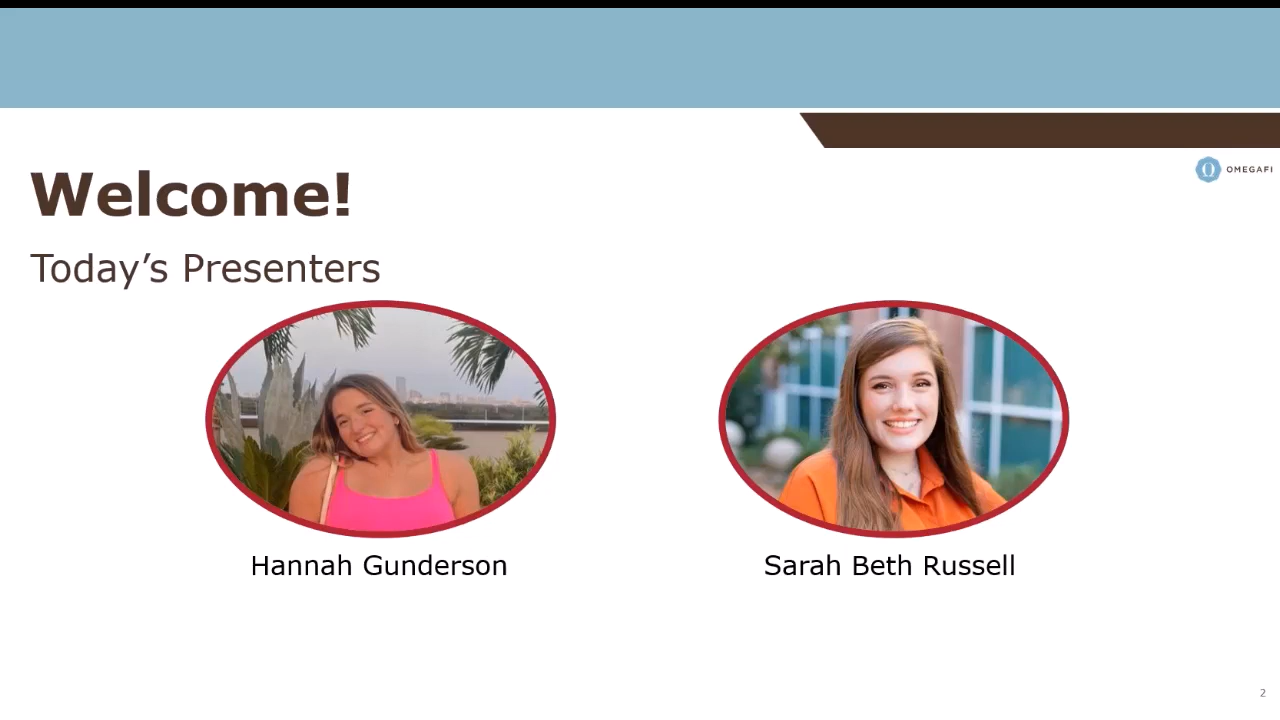 Welcome!
OMEGAFI
Today’s Presenters
Hannah Gunderson
Sarah Beth Russell
2